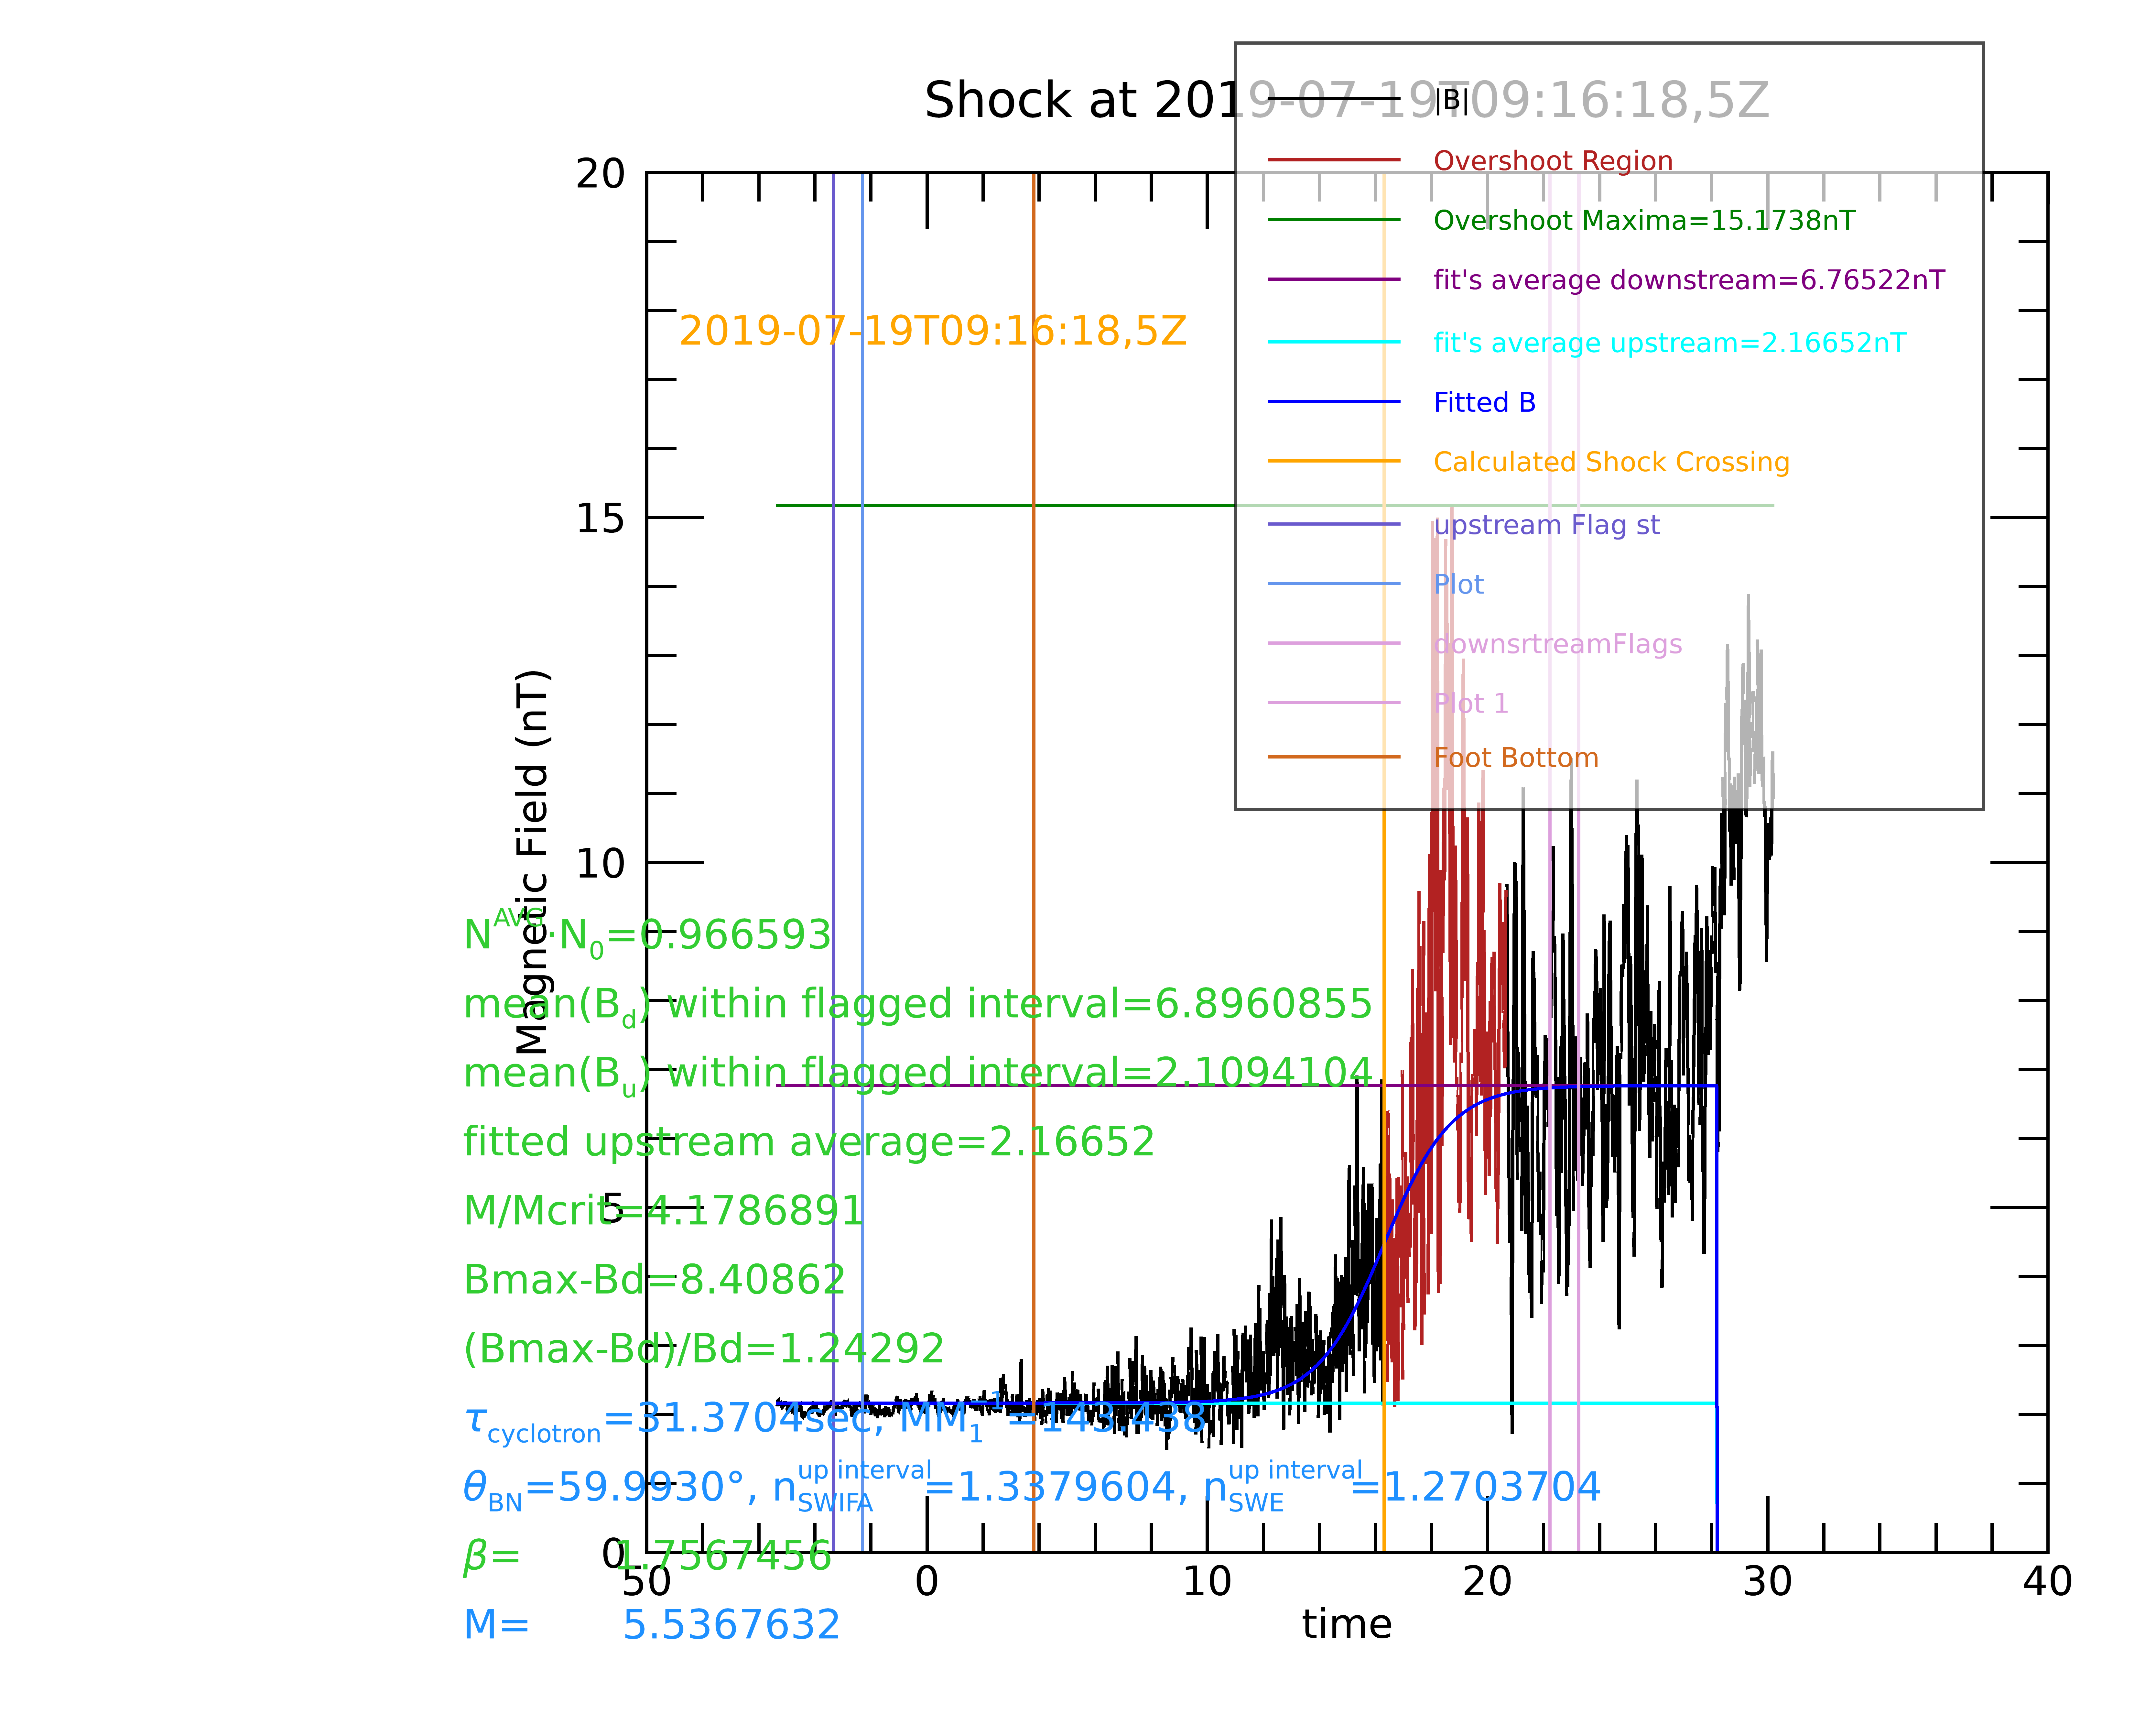 Shock at 2019-07-19T09:16:18,5Z
|B|
Overshoot Region
Overshoot Maxima=15.1738nT
fit's average downstream=6.76522nT
fit's average upstream=2.16652nT
Fitted B
Calculated Shock Crossing
upstream Flag st
Plot
downsrtreamFlags
Plot 1
Foot Bottom
2019-07-19T09:16:18,5Z
20
15
10
5
0
Magnetic Field (nT)
N^AVG·N_0=0.966593
mean(B_d) within flagged interval=6.8960855
mean(B_u) within flagged interval=2.1094104
fitted upstream average=2.16652
M/Mcrit=4.1786891
Bmax-Bd=8.40862
(Bmax-Bd)/Bd=1.24292
τ_cyclotron=31.3704sec, MM_1^-1=143.438
θ_BN=59.9930°, n_SWIFA^up interval=1.3379604, n_SWE^up interval=1.2703704
β= 1.7567456
M= 5.5367632
50 0 10 20 30 40
time